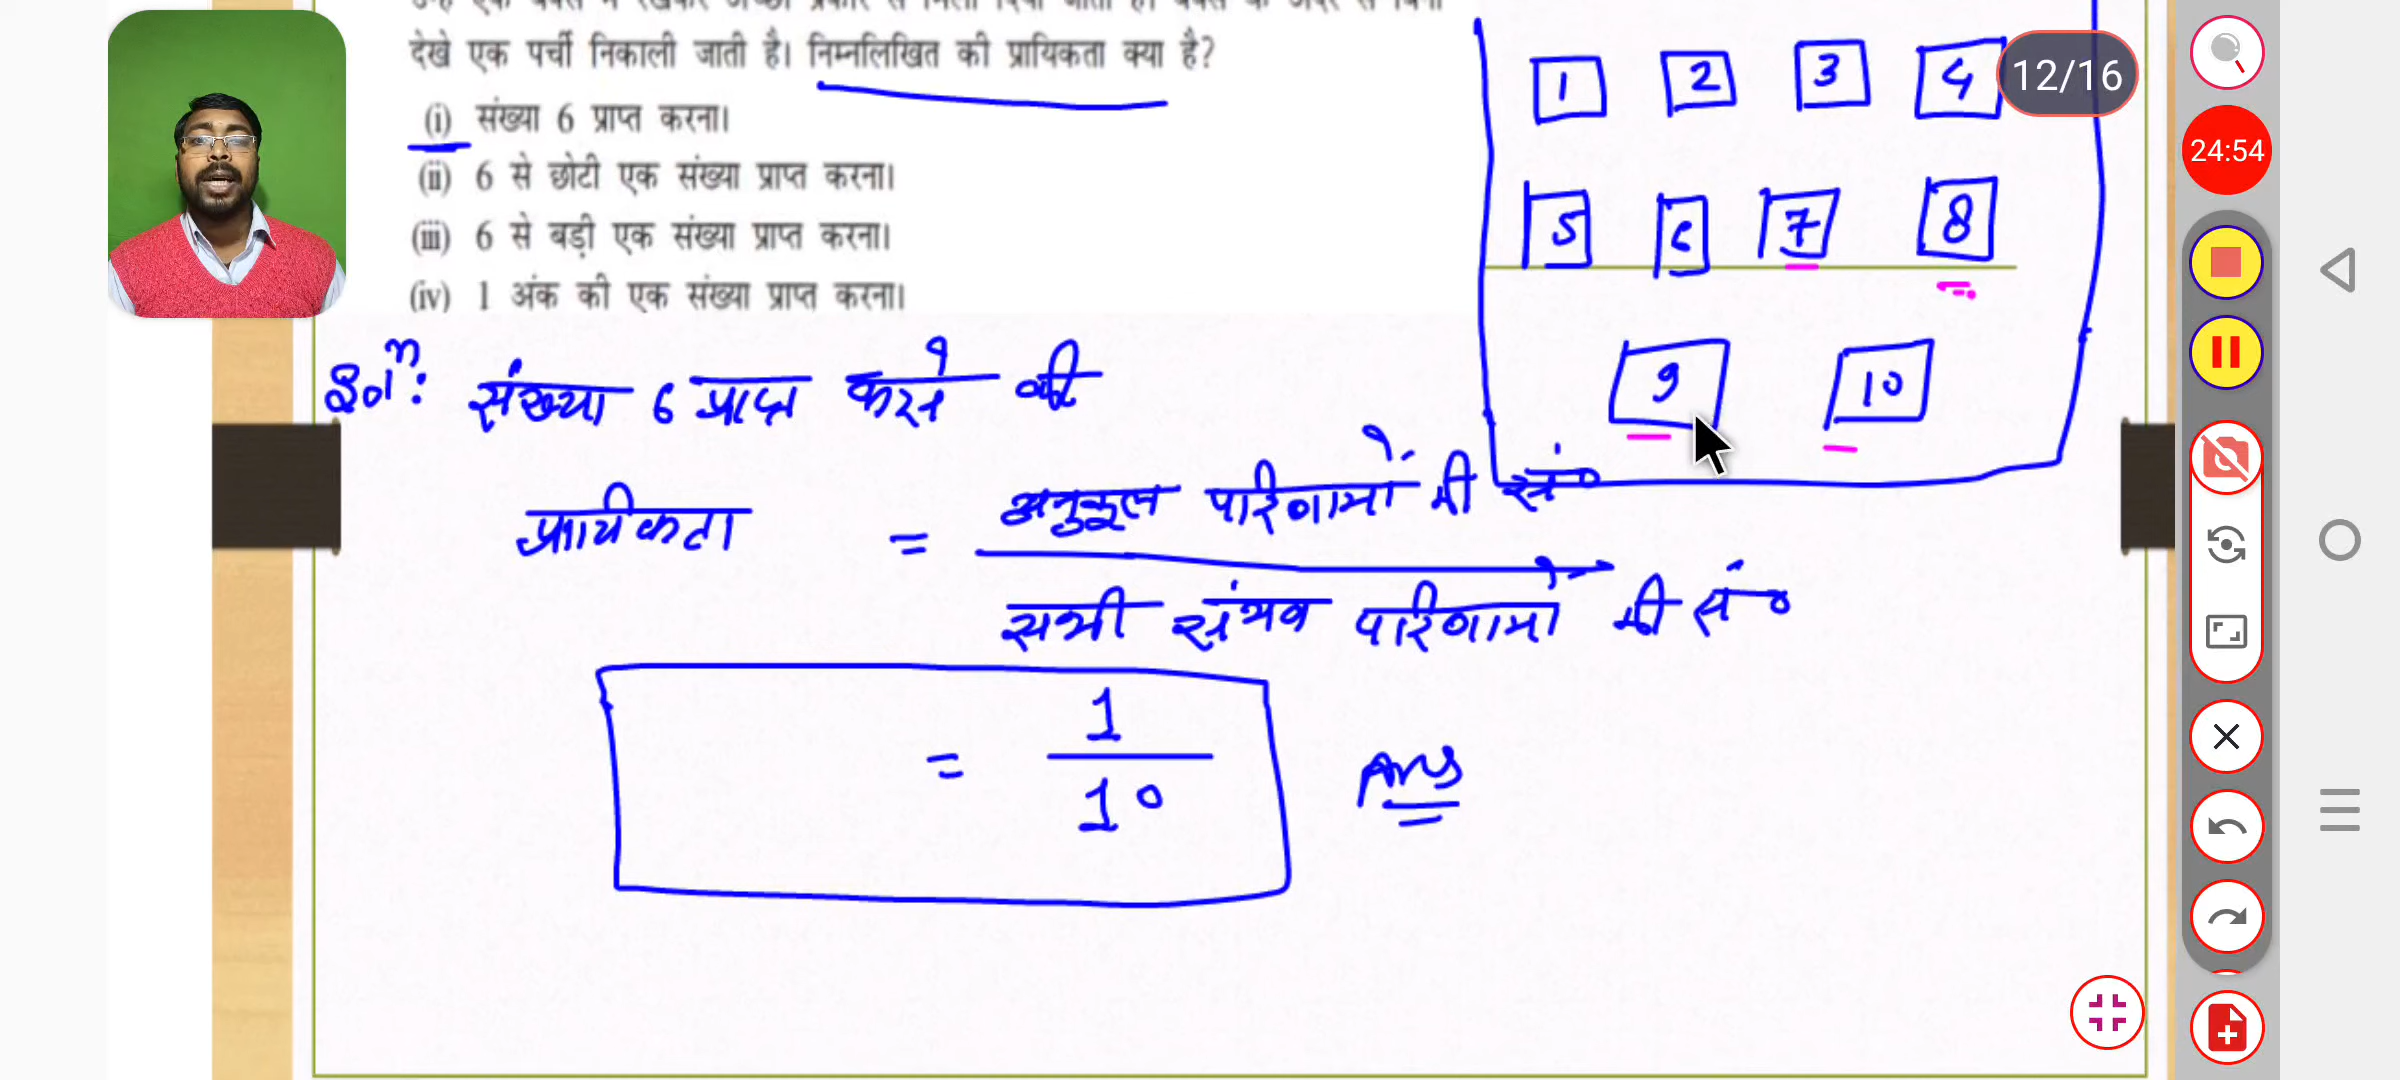 देखे एक पर्ची निकाली जाती है। निम्नलिखित की प्रायिकता क्या है?
(i) संख्या 6 प्राप्त करना।
(ii) 6 से छोटी एक संख्या प्राप्त करना।
(iii) 6 से बड़ी एक संख्या प्राप्त करना।
(iv) 1 अंक की एक संख्या प्राप्त करना।
1 2 3 4
5 6 7 8
9 10
12/16
24:54
Solⁿ: संख्या 6 प्राप्त करने की
प्रायिकता = अनुकूल परिणामों की सं०
सभी संभव परिणामों की सं०
= 1
10
Ans